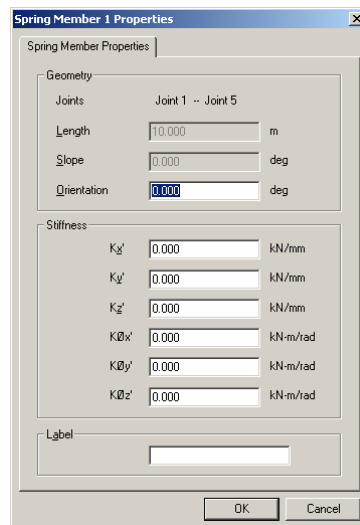 Spring Member 1 Properties
Spring Member Properties
Geometry
Joints Joint 1 -- Joint 5
Length 10.000 m
Slope 0.000 deg
Orientation 0.000 deg
Stiffness
Kx' 0.000 kN/mm
Ky' 0.000 kN/mm
Kz' 0.000 kN/mm
KØx' 0.000 kN-m/rad
KØy' 0.000 kN-m/rad
KØz' 0.000 kN-m/rad
Label
OK Cancel